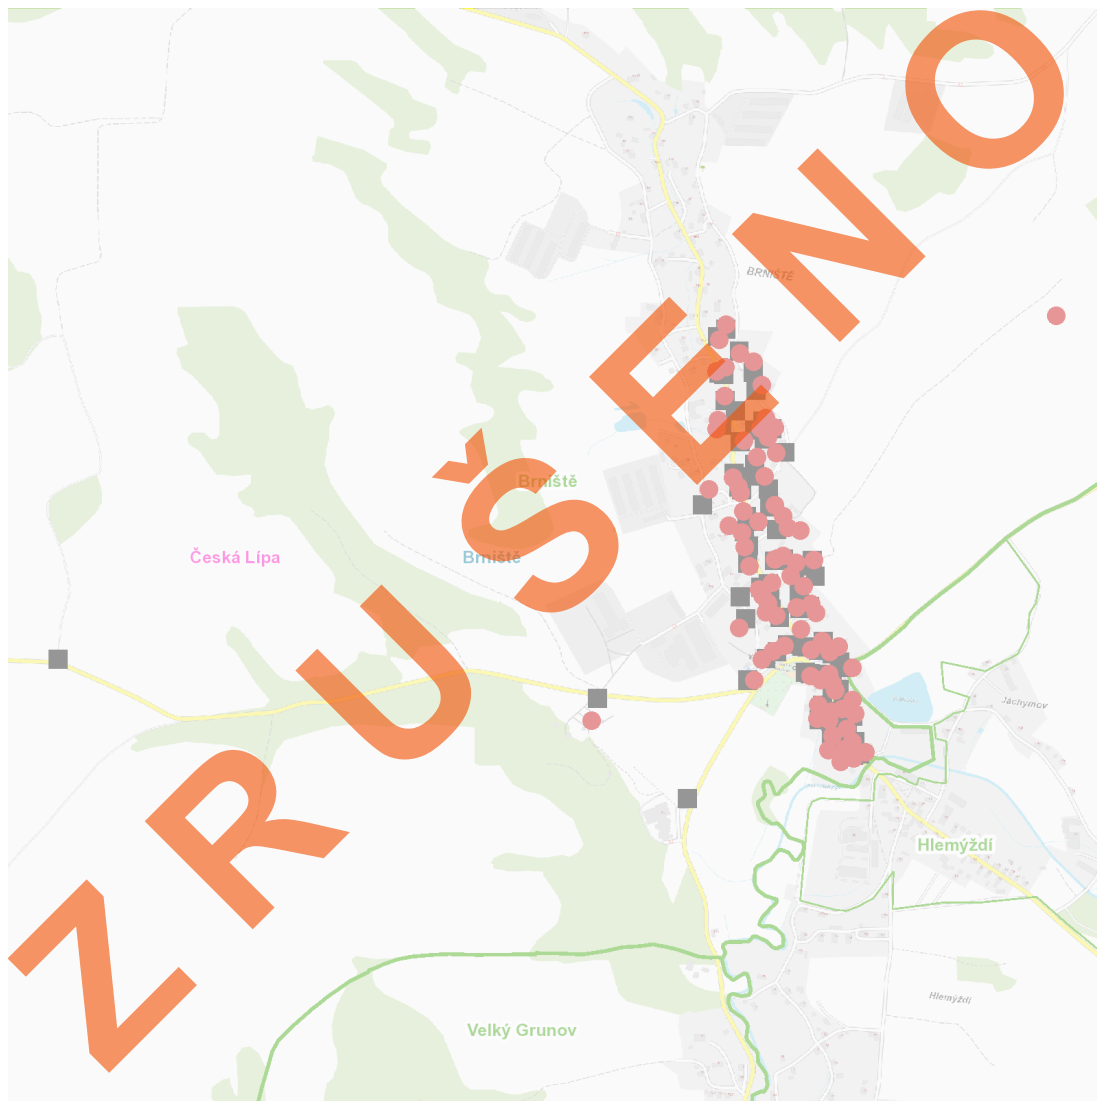 ZRUŠENO
BRNIŠTĚ
Brniště
Česká Lípa
Brniště
Jáchymov
Hlemýždí
Hlemýždí
Velký Grunov